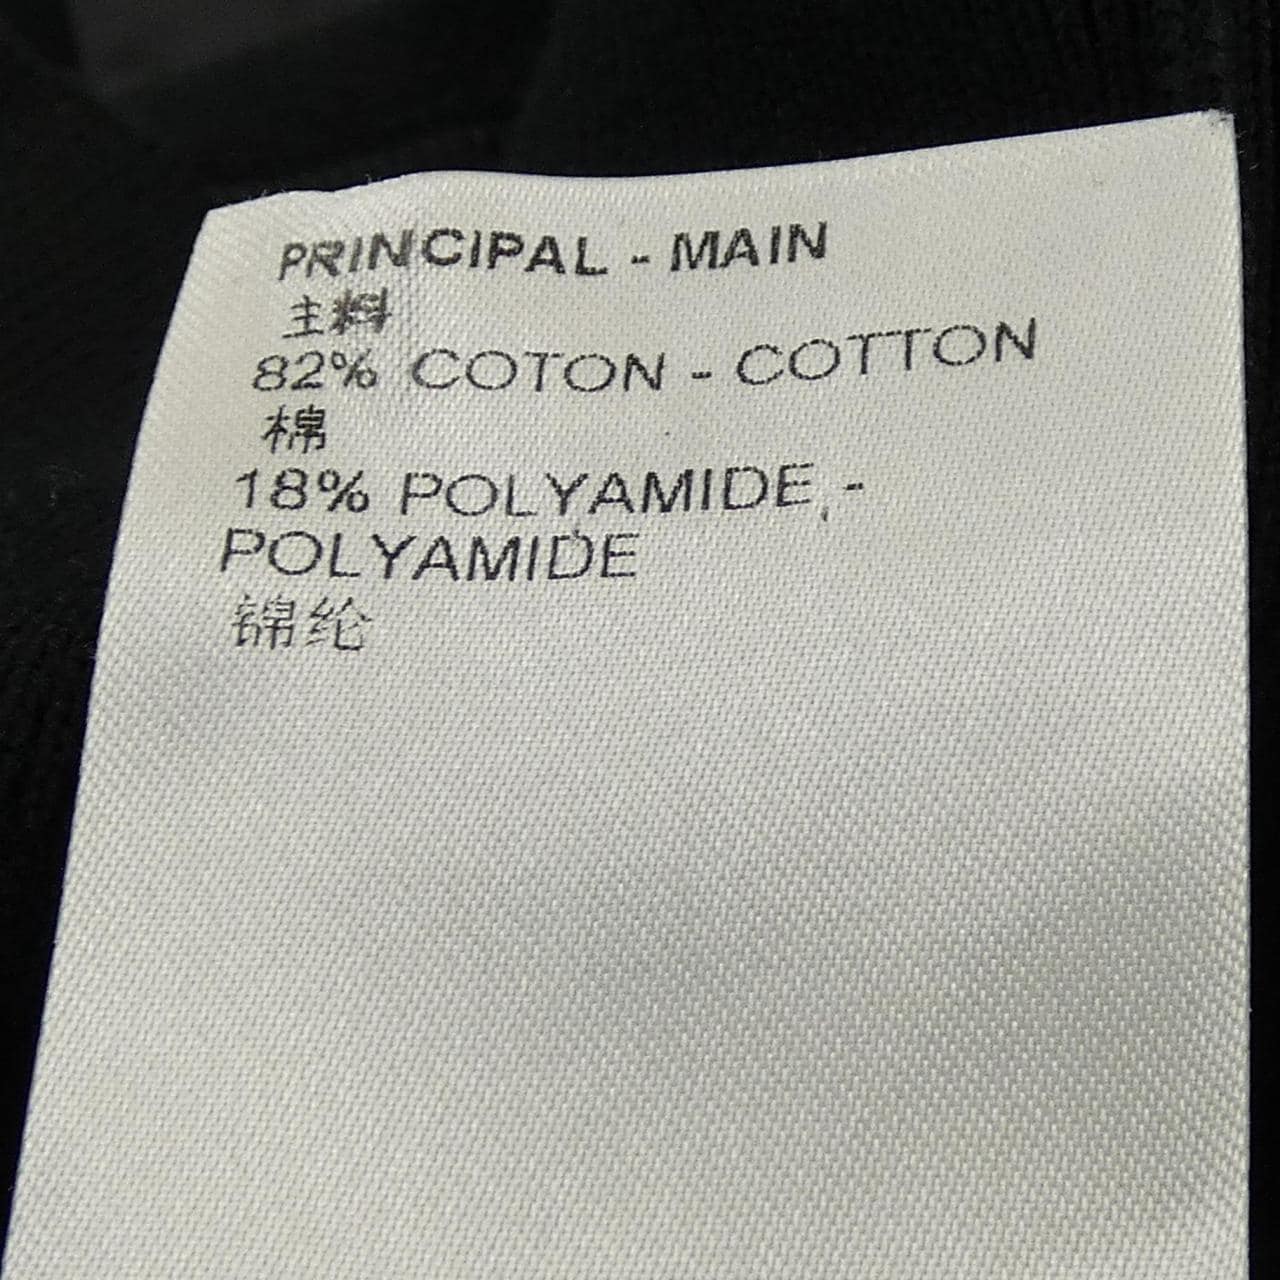 PRINCIPAL - MAIN
主料
82% COTON - COTTON
棉
18% POLYAMIDE -
POLYAMIDE
锦纶